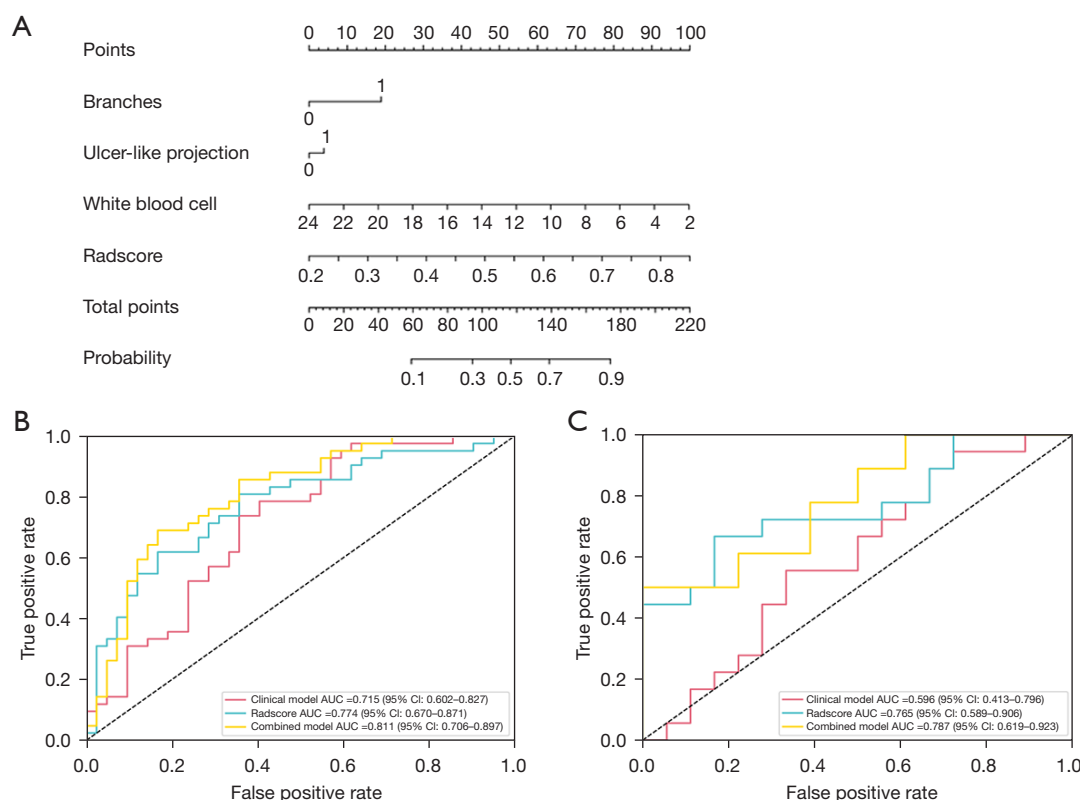 A
Points
0 10 20 30 40 50 60 70 80 90 100
Branches
1
0
Ulcer-like projection
1
0
White blood cell
24 22 20 18 16 14 12 10 8 6 4 2
Radscore
0.2 0.3 0.4 0.5 0.6 0.7 0.8
Total points
0 20 40 60 80 100 140 180 220
Probability
0.1 0.3 0.5 0.7 0.9
B
True positive rate
1.0
0.8
0.6
0.4
0.2
0.0
Clinical model AUC =0.715 (95% CI: 0.602–0.827)
Radscore AUC =0.774 (95% CI: 0.670–0.871)
Combined model AUC =0.811 (95% CI: 0.706–0.897)
0.0 0.2 0.4 0.6 0.8 1.0
False positive rate
C
True positive rate
1.0
0.8
0.6
0.4
0.2
0.0
Clinical model AUC =0.596 (95% CI: 0.413–0.796)
Radscore AUC =0.765 (95% CI: 0.589–0.906)
Combined model AUC =0.787 (95% CI: 0.619–0.923)
0.0 0.2 0.4 0.6 0.8 1.0
False positive rate